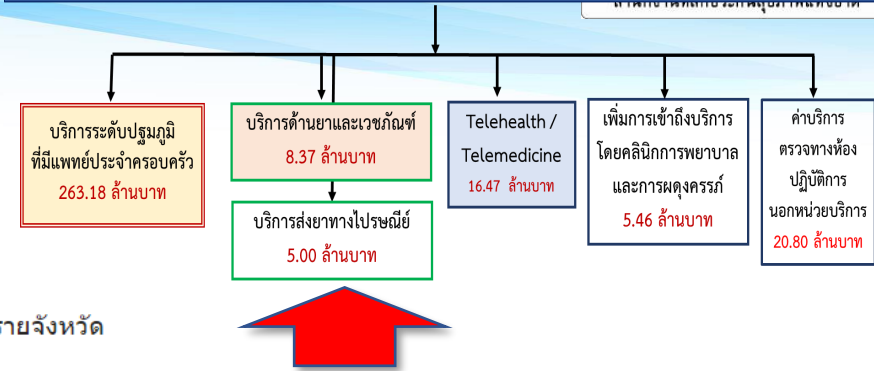 บริการระดับปฐมภูมิ
ที่มีแพทย์ประจำครอบครัว
263.18 ล้านบาท
บริการด้านยาและเวชภัณฑ์
8.37 ล้านบาท
บริการส่งยาทางไปรษณีย์
5.00 ล้านบาท
Telehealth /
Telemedicine
16.47 ล้านบาท
เพิ่มการเข้าถึงบริการ
โดยคลินิกการพยาบาล
และการผดุงครรภ์
5.46 ล้านบาท
ค่าบริการ
ตรวจทางห้อง
ปฏิบัติการ
นอกหน่วยบริการ
20.80 ล้านบาท
รายจังหวัด